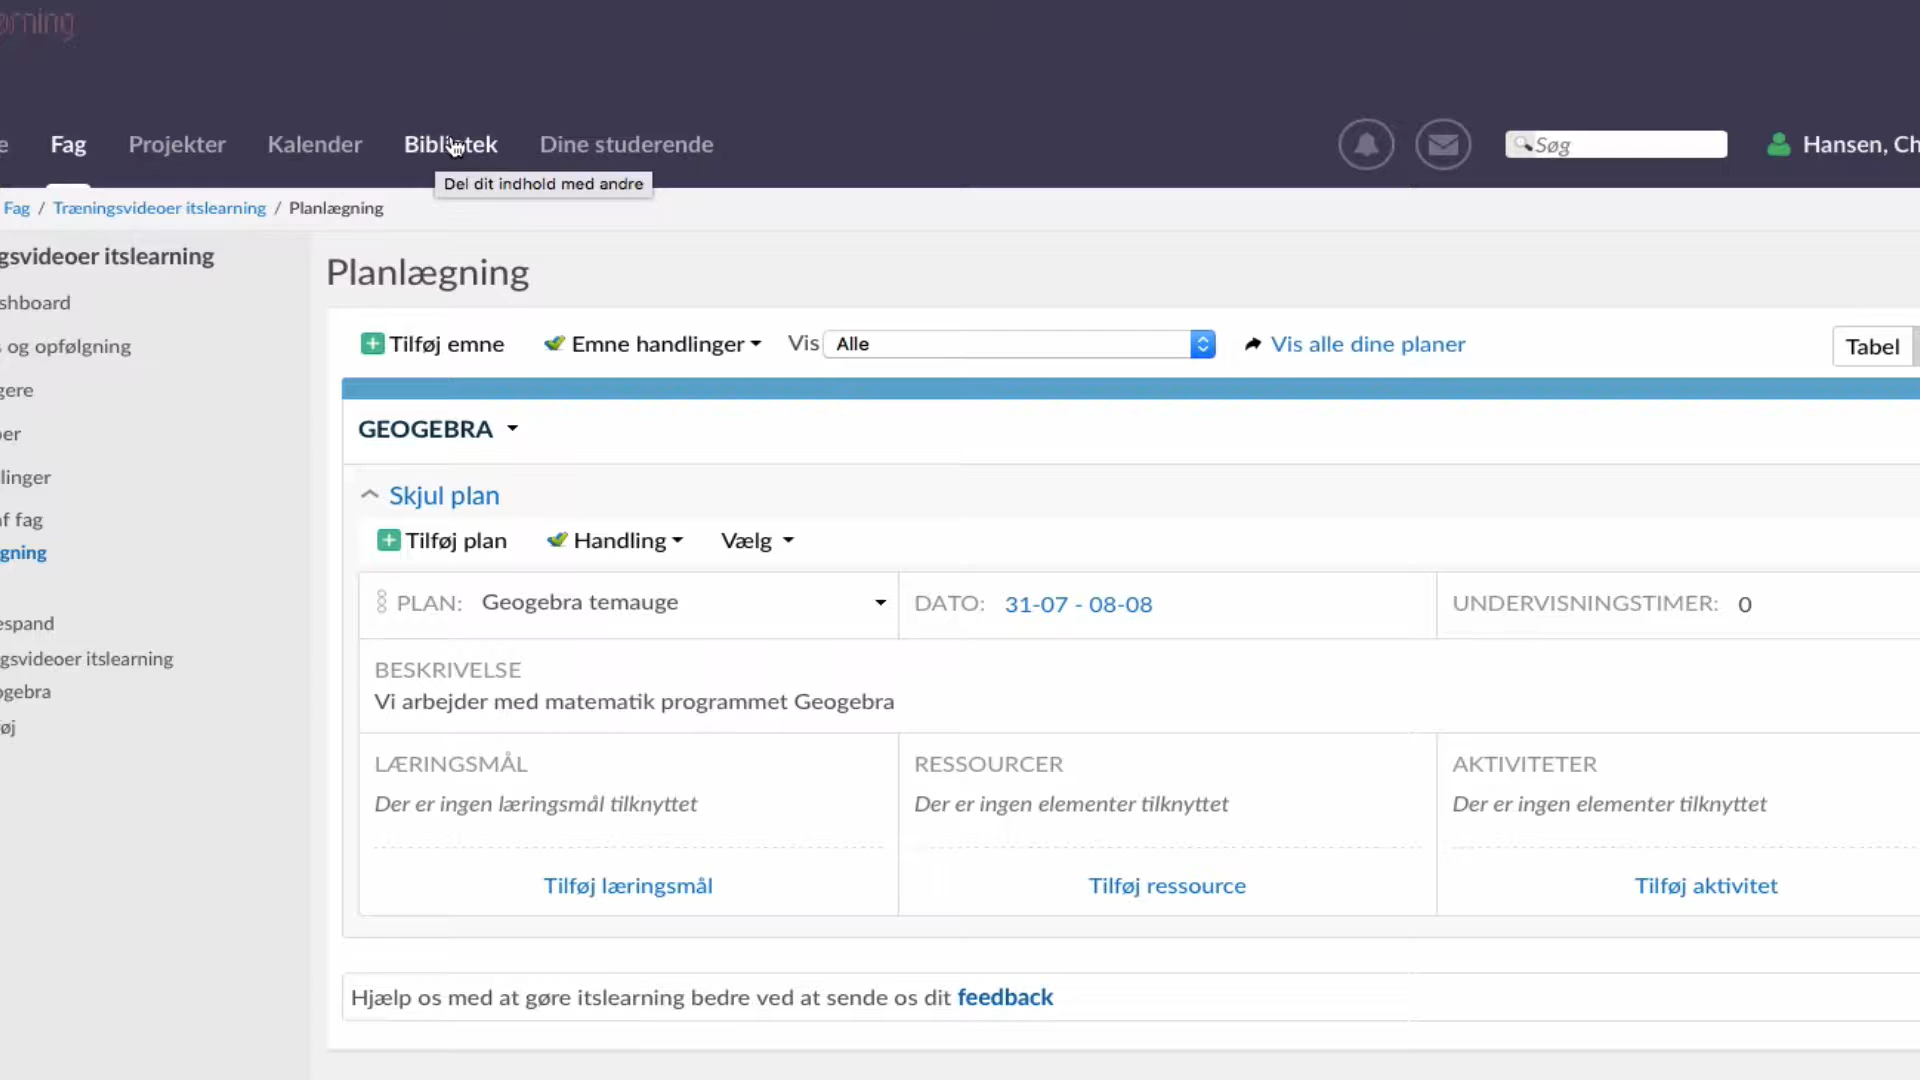 ørning
e Fag Projekter Kalender Bibliotek Dine studerende Søg Hansen, Ch
Del dit indhold med andre
Fag / Træningsvideoer itslearning / Planlægning
gsvideoer itslearning
shboard
s og opfølgning
gere
per
linger
af fag
gning
espand
gsvideoer itslearning
ogebra
øj
Planlægning
Tilføj emne Emne handlinger Vis Alle Vis alle dine planer Tabel
GEOGEBRA
Skjul plan
Tilføj plan Handling Vælg
PLAN: Geogebra temauge DATO: 31-07 - 08-08 UNDERVISNINGSTIMER: 0
BESKRIVELSE
Vi arbejder med matematik programmet Geogebra
LÆRINGSMÅL RESSOURCER AKTIVITETER
Der er ingen læringsmål tilknyttet Der er ingen elementer tilknyttet Der er ingen elementer tilknyttet
Tilføj læringsmål Tilføj ressource Tilføj aktivitet
Hjælp os med at gøre itslearning bedre ved at sende os dit feedback